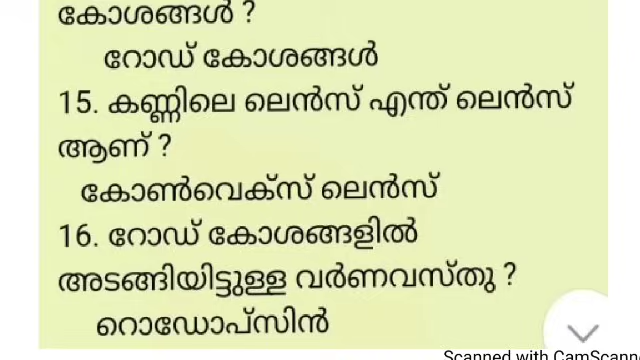 കോശങ്ങൾ ?
റോഡ് കോശങ്ങൾ
15. കണ്ണിലെ ലെൻസ് എന്ത് ലെൻസ്
ആണ് ?
കോൺവെക്സ് ലെൻസ്
16. റോഡ് കോശങ്ങളിൽ
അടങ്ങിയിട്ടുള്ള വർണവസ്തു ?
റൊഡോപ്സിൻ
Scanned with CamScann